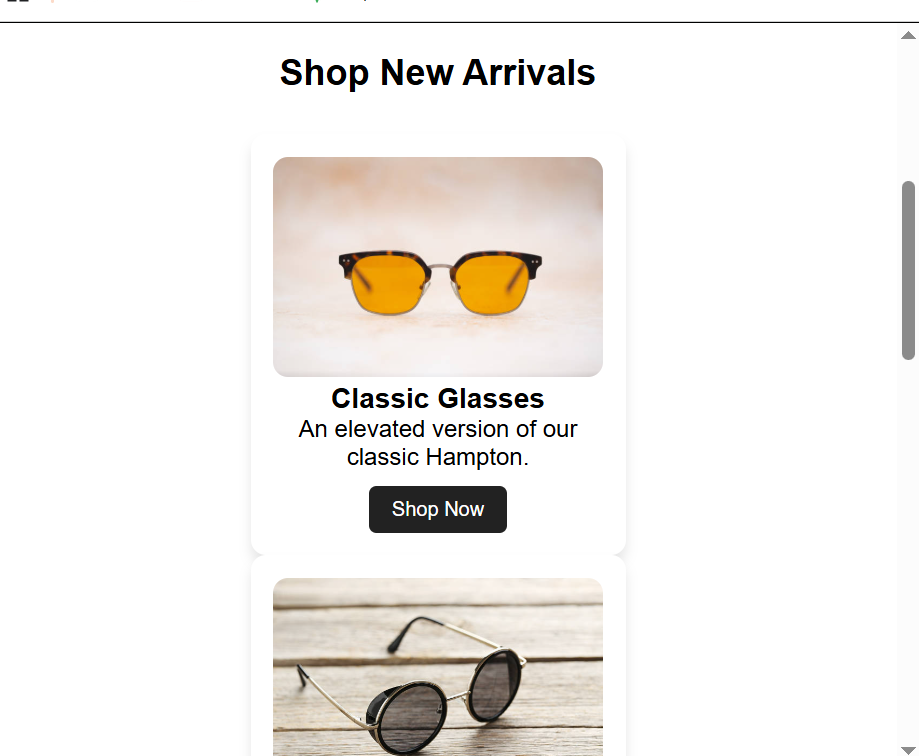 Shop New Arrivals
Classic Glasses
An elevated version of our
classic Hampton.
Shop Now